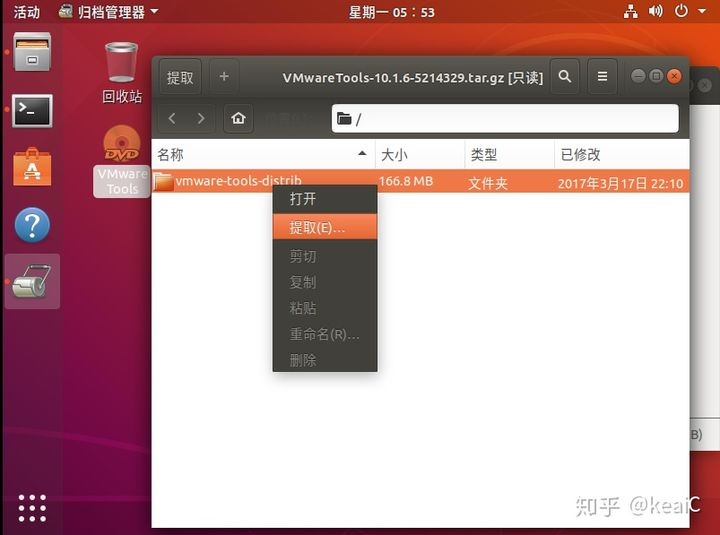 活动 归档管理器 星期一 05：53
回收站
VMware
Tools
提取 VMwareTools-10.1.6-5214329.tar.gz [只读]
/
名称 大小 类型 已修改
vmware-tools-distrib 166.8 MB 文件夹 2017年3月17日 22:10
打开
提取(E)...
剪切
复制
粘贴
重命名(R)...
删除
B)
知乎 @keaiC